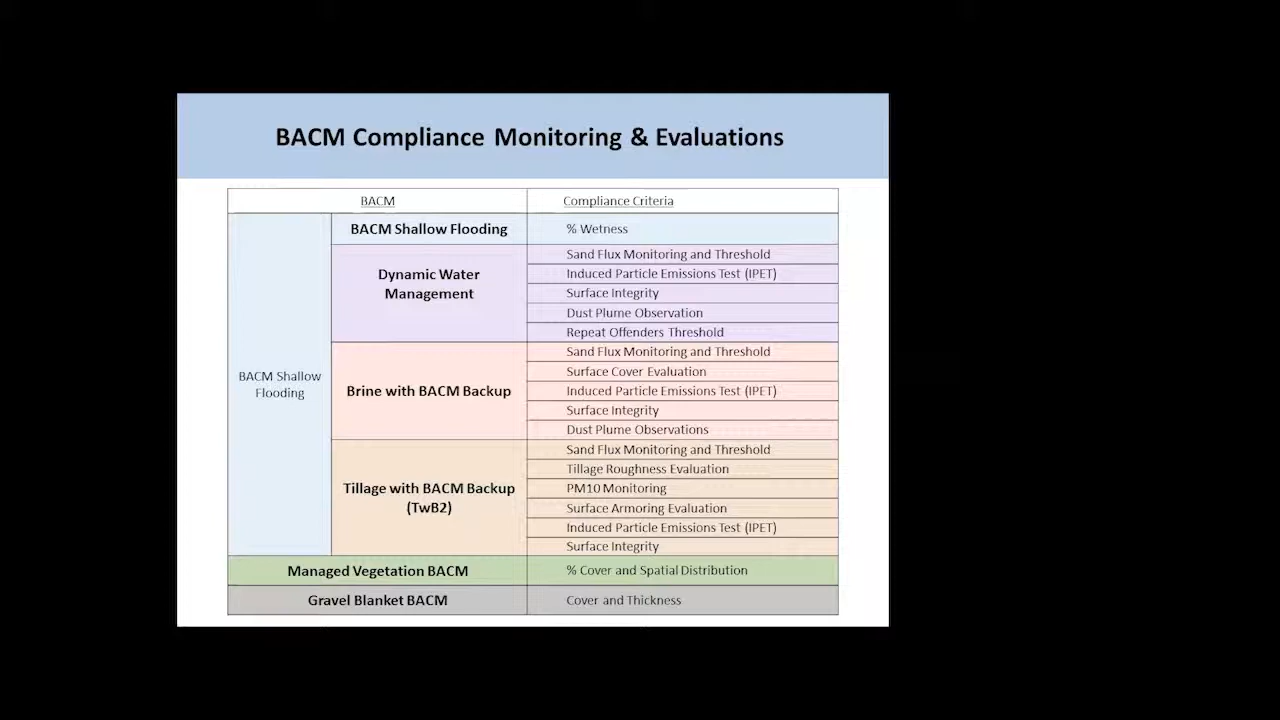 BACM Compliance Monitoring & Evaluations
BACM
Compliance Criteria
BACM Shallow
Flooding
BACM Shallow Flooding
% Wetness
Dynamic Water
Management
Sand Flux Monitoring and Threshold
Induced Particle Emissions Test (IPET)
Surface Integrity
Dust Plume Observation
Repeat Offenders Threshold
Brine with BACM Backup
Sand Flux Monitoring and Threshold
Surface Cover Evaluation
Induced Particle Emissions Test (IPET)
Surface Integrity
Dust Plume Observations
Tillage with BACM Backup
(TwB2)
Sand Flux Monitoring and Threshold
Tillage Roughness Evaluation
PM10 Monitoring
Surface Armoring Evaluation
Induced Particle Emissions Test (IPET)
Surface Integrity
Managed Vegetation BACM
% Cover and Spatial Distribution
Gravel Blanket BACM
Cover and Thickness